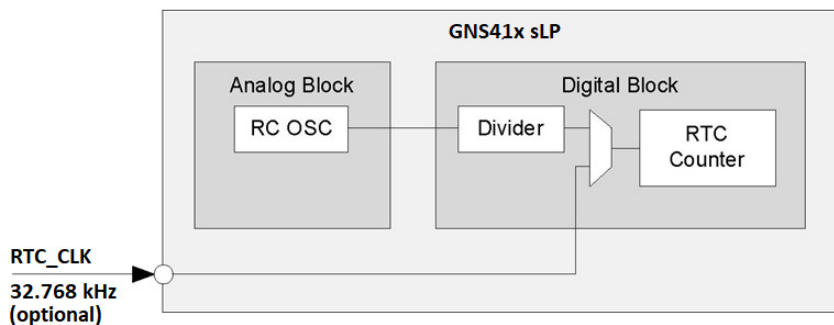 GNS41x sLP
Analog Block
RC OSC
Digital Block
Divider
RTC
Counter
RTC_CLK
32.768 kHz
(optional)